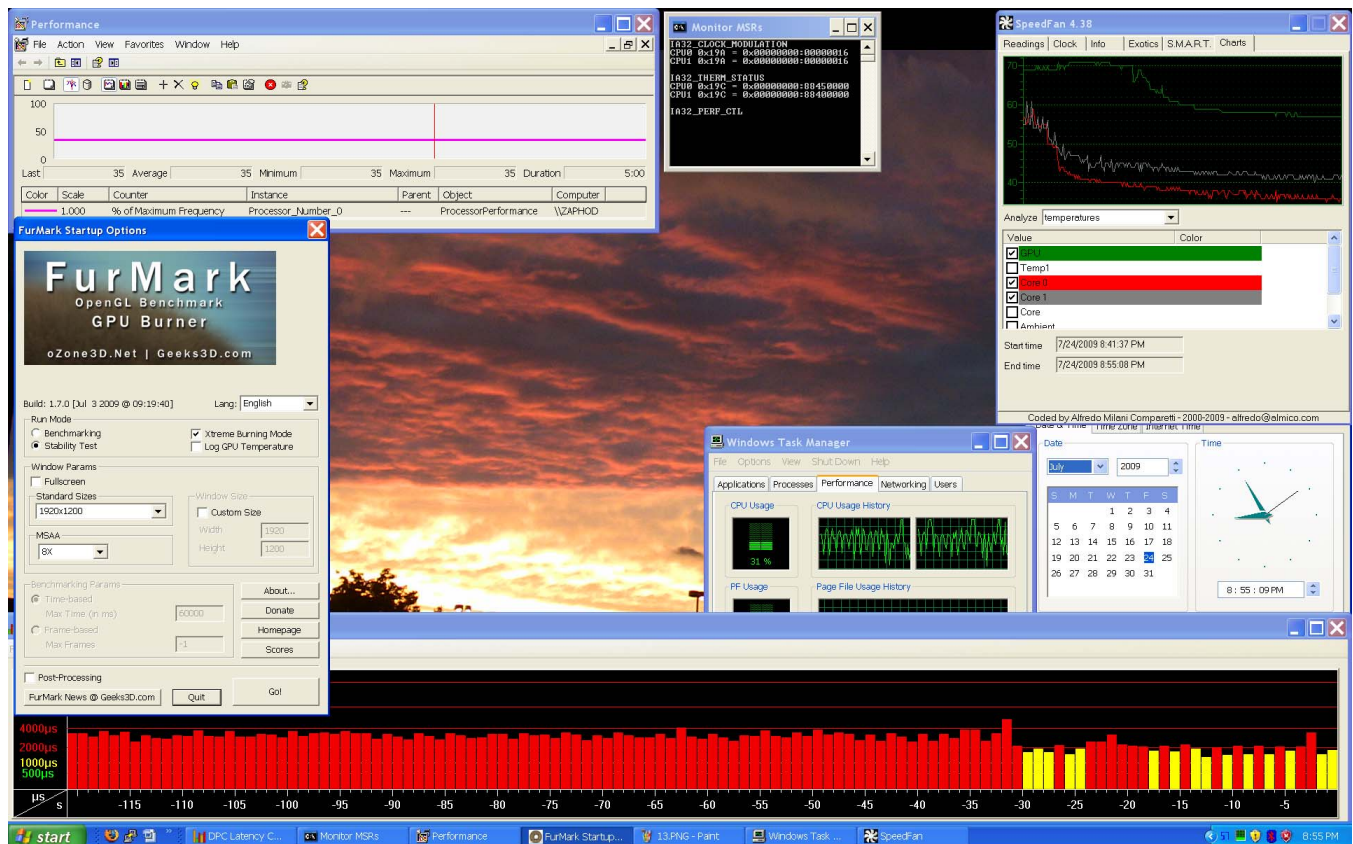 Performance
File Action View Favorites Window Help
100
50
0
Last 35 Average 35 Minimum 35 Maximum 35 Duration 5:00
Color Scale Counter Instance Parent Object Computer
1.000 % of Maximum Frequency Processor_Number_0 --- ProcessorPerformance \\ZAPHOD
Monitor MSRs
IA32_CLOCK_MODULATION
CPU0 0x19A = 0x00000000:00000016
CPU1 0x19A = 0x00000000:00000016
IA32_THERM_STATUS
CPU0 0x19C = 0x00000000:88450000
CPU1 0x19C = 0x00000000:88400000
IA32_PERF_CTL
SpeedFan 4.38
Readings Clock Info Exotics S.M.A.R.T. Charts
70
60
50
40
Analyze temperatures
Value Color
GPU
Temp1
Core 0
Core 1
Core
Ambient
Start time 7/24/2009 8:41:37 PM
End time 7/24/2009 8:55:08 PM
Coded by Alfredo Milani Comparetti - 2000-2009 - alfredo@almico.com
FurMark Startup Options
FurMark
OpenGL Benchmark
GPU Burner
oZone3D.Net | Geeks3D.com
Build: 1.7.0 [Jul 3 2009 @ 09:19:40] Lang: English
Run Mode
Benchmarking
Xtreme Burning Mode
Stability Test
Log GPU Temperature
Window Params
Fullscreen
Standard Sizes
1920x1200
MSAA
8X
Window Size
Custom Size
Width 1920
Height 1200
Benchmarking Params
Time-based
Max Time (in ms) 60000
Frame-based
Max Frames -1
About...
Donate
Homepage
Scores
Post-Processing
FurMark News @ Geeks3D.com Quit Go!
Windows Task Manager
File Options View Shut Down Help
Applications Processes Performance Networking Users
CPU Usage CPU Usage History
31 %
PF Usage Page File Usage History
Date & Time Time Zone Internet Time
Date Time
July 2009
S M T W T F S
1 2 3 4
5 6 7 8 9 10 11
12 13 14 15 16 17 18
19 20 21 22 23 24 25
26 27 28 29 30 31
8 : 55 : 09 PM
4000µs
2000µs
1000µs
500µs
µs s -115 -110 -105 -100 -95 -90 -85 -80 -75 -70 -65 -60 -55 -50 -45 -40 -35 -30 -25 -20 -15 -10 -5
start DPC Latency C... Monitor MSRs Performance FurMark Startup... 13.PNG - Paint Windows Task ... SpeedFan 8:55 PM